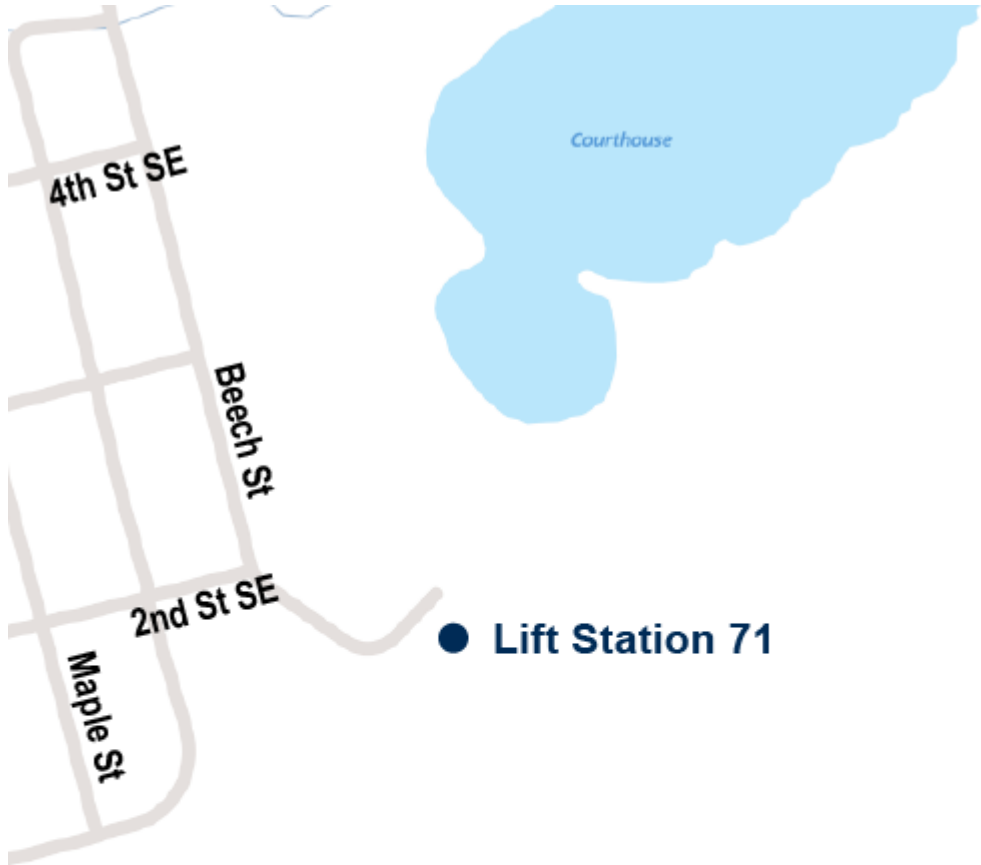 Courthouse
4th St SE
Beech St
2nd St SE
Lift Station 71
Maple St